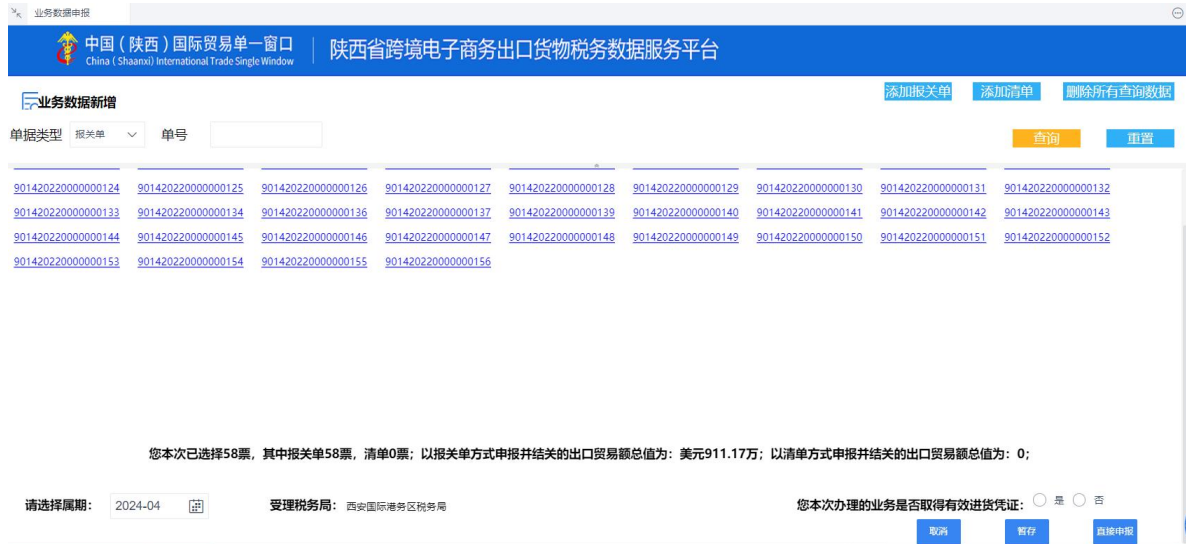 业务数据申报
中国（陕西）国际贸易单一窗口 陕西省跨境电子商务出口货物税务数据服务平台
China ( Shaanxi) International Trade Single Window
业务数据新增 添加报关单 添加清单 删除所有查询数据
单据类型 报关单 单号 查询 重置
901420220000000124 901420220000000125 901420220000000126 901420220000000127 901420220000000128 901420220000000129 901420220000000130 901420220000000131 901420220000000132
901420220000000133 901420220000000134 901420220000000136 901420220000000137 901420220000000139 901420220000000140 901420220000000141 901420220000000142 901420220000000143
901420220000000144 901420220000000145 901420220000000146 901420220000000147 901420220000000148 901420220000000149 901420220000000150 901420220000000151 901420220000000152
901420220000000153 901420220000000154 901420220000000155 901420220000000156
您本次已选择58票，其中报关单58票，清单0票；以报关单方式申报并结关的出口贸易额总值为：美元911.17万；以清单方式申报并结关的出口贸易额总值为：0；
请选择属期： 2024-04 受理税务局： 西安国际港务区税务局 您本次办理的业务是否取得有效进货凭证： 是 否
取消 暂存 直接申报